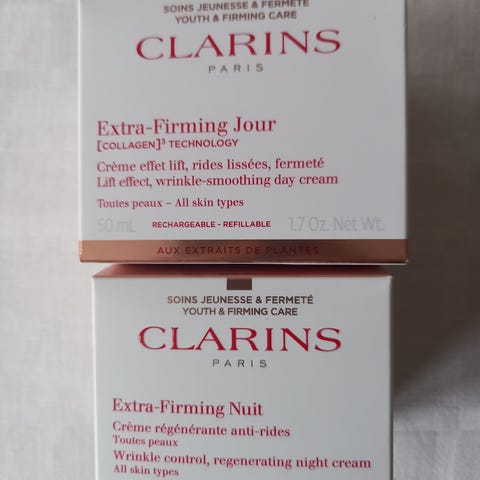 SOINS JEUNESSE & FERMETÉ
YOUTH & FIRMING CARE
CLARINS
PARIS
Extra-Firming Jour
[COLLAGEN]³ TECHNOLOGY
Crème effet lift, rides lissées, fermeté
Lift effect, wrinkle-smoothing day cream
Toutes peaux – All skin types
50 mL RECHARGEABLE - REFILLABLE 1.7 Oz. Net Wt.
AUX EXTRAITS DE PLANTES
SOINS JEUNESSE & FERMETÉ
YOUTH & FIRMING CARE
CLARINS
PARIS
Extra-Firming Nuit
Crème régénérante anti-rides
Toutes peaux
Wrinkle control, regenerating night cream
All skin types